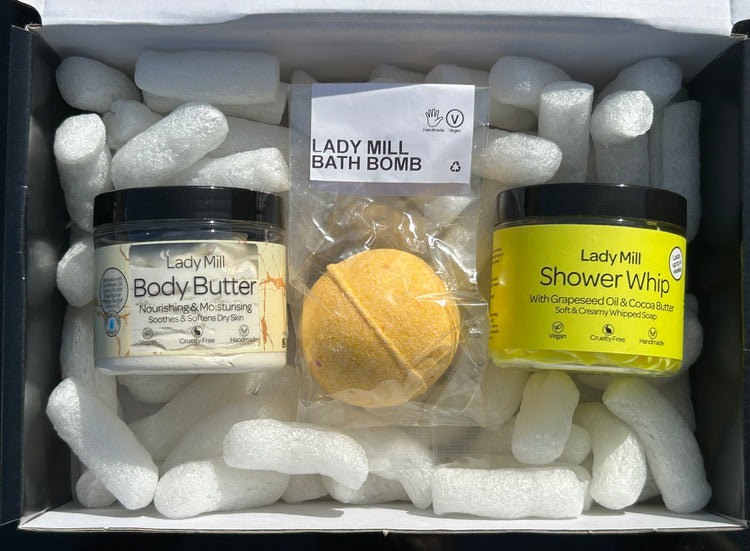 Handmade
V
Vegan
LADY MILL
BATH BOMB
Lady Mill
Body Butter
Nourishing & Moisturising
Soothes & Softens Dry Skin
Vegan
Cruelty Free
Handmade
Lady Mill
Shower Whip
With Grapeseed Oil & Cocoa Butter
Soft & Creamy Whipped Soap
Vegan
Cruelty Free
Handmade